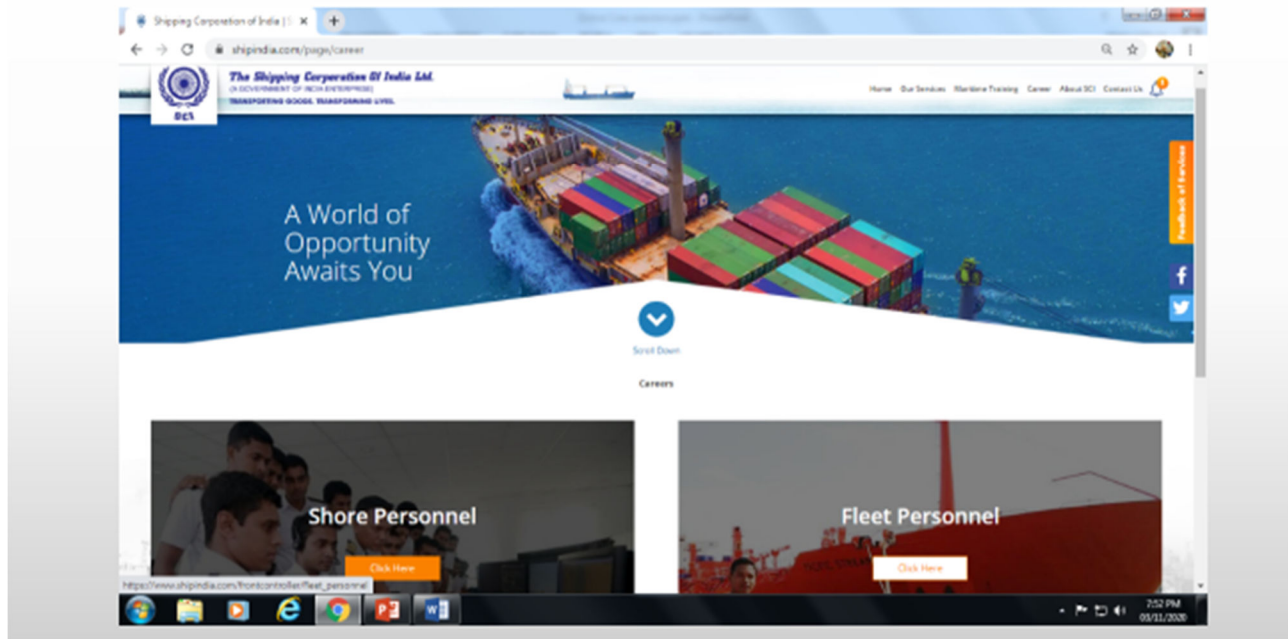 Shipping Corporation of India | S
shipindia.com/page/career
The Shipping Corporation Of India Ltd.
(A GOVERNMENT OF INDIA ENTERPRISE)
TRANSPORTING GOODS. TRANSFORMING LIVES.
SCI
Home Our Services Maritime Training Career About SCI Contact Us
Feedback of Services
A World of
Opportunity
Awaits You
Scroll Down
Careers
Shore Personnel
Click Here
Fleet Personnel
Click Here
https://www.shipindia.com/frontcontroller/fleet_personnel
7:52 PM
03/11/2020